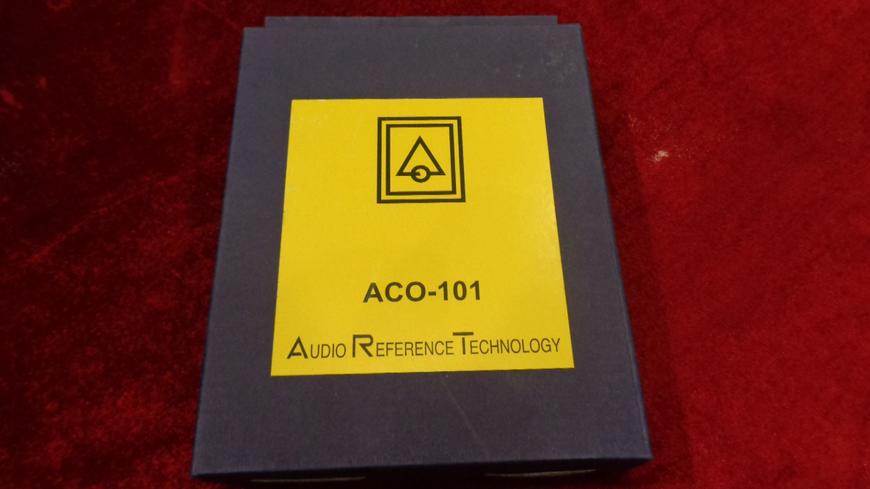 ACO-101
AUDIO REFERENCE TECHNOLOGY